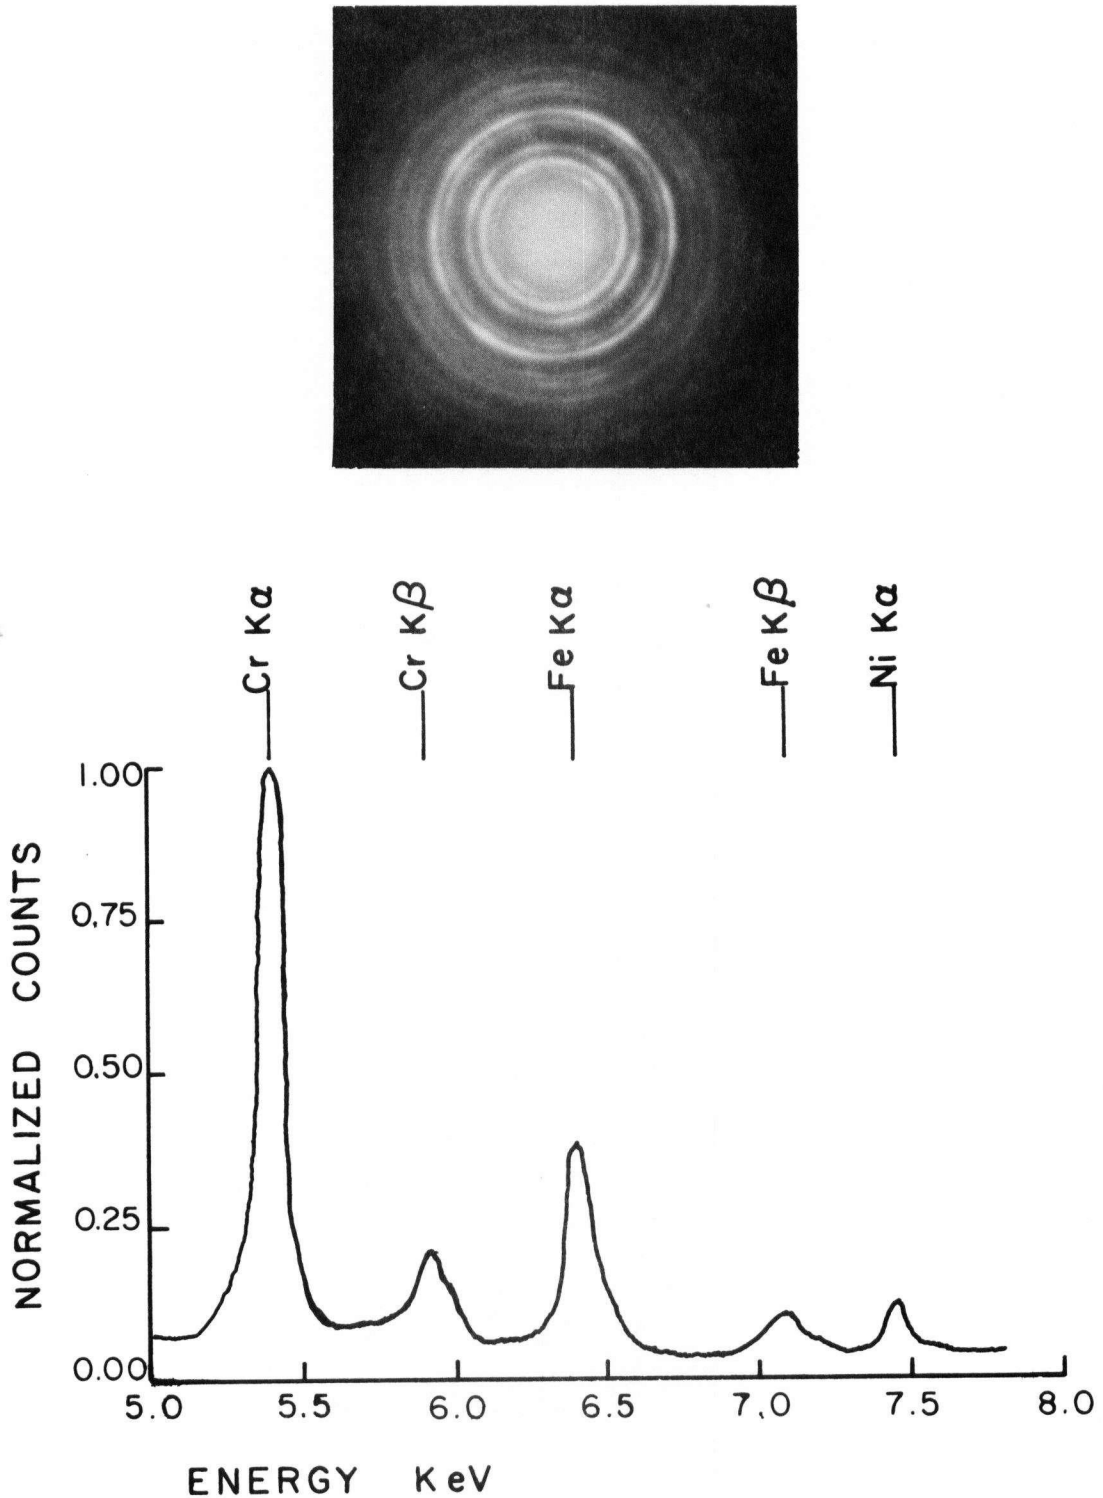 Cr Kα
Cr Kβ
Fe Kα
Fe Kβ
Ni Kα
NORMALIZED COUNTS
1.00
0.75
0.50
0.25
0.00
5.0 5.5 6.0 6.5 7.0 7.5 8.0
ENERGY KeV